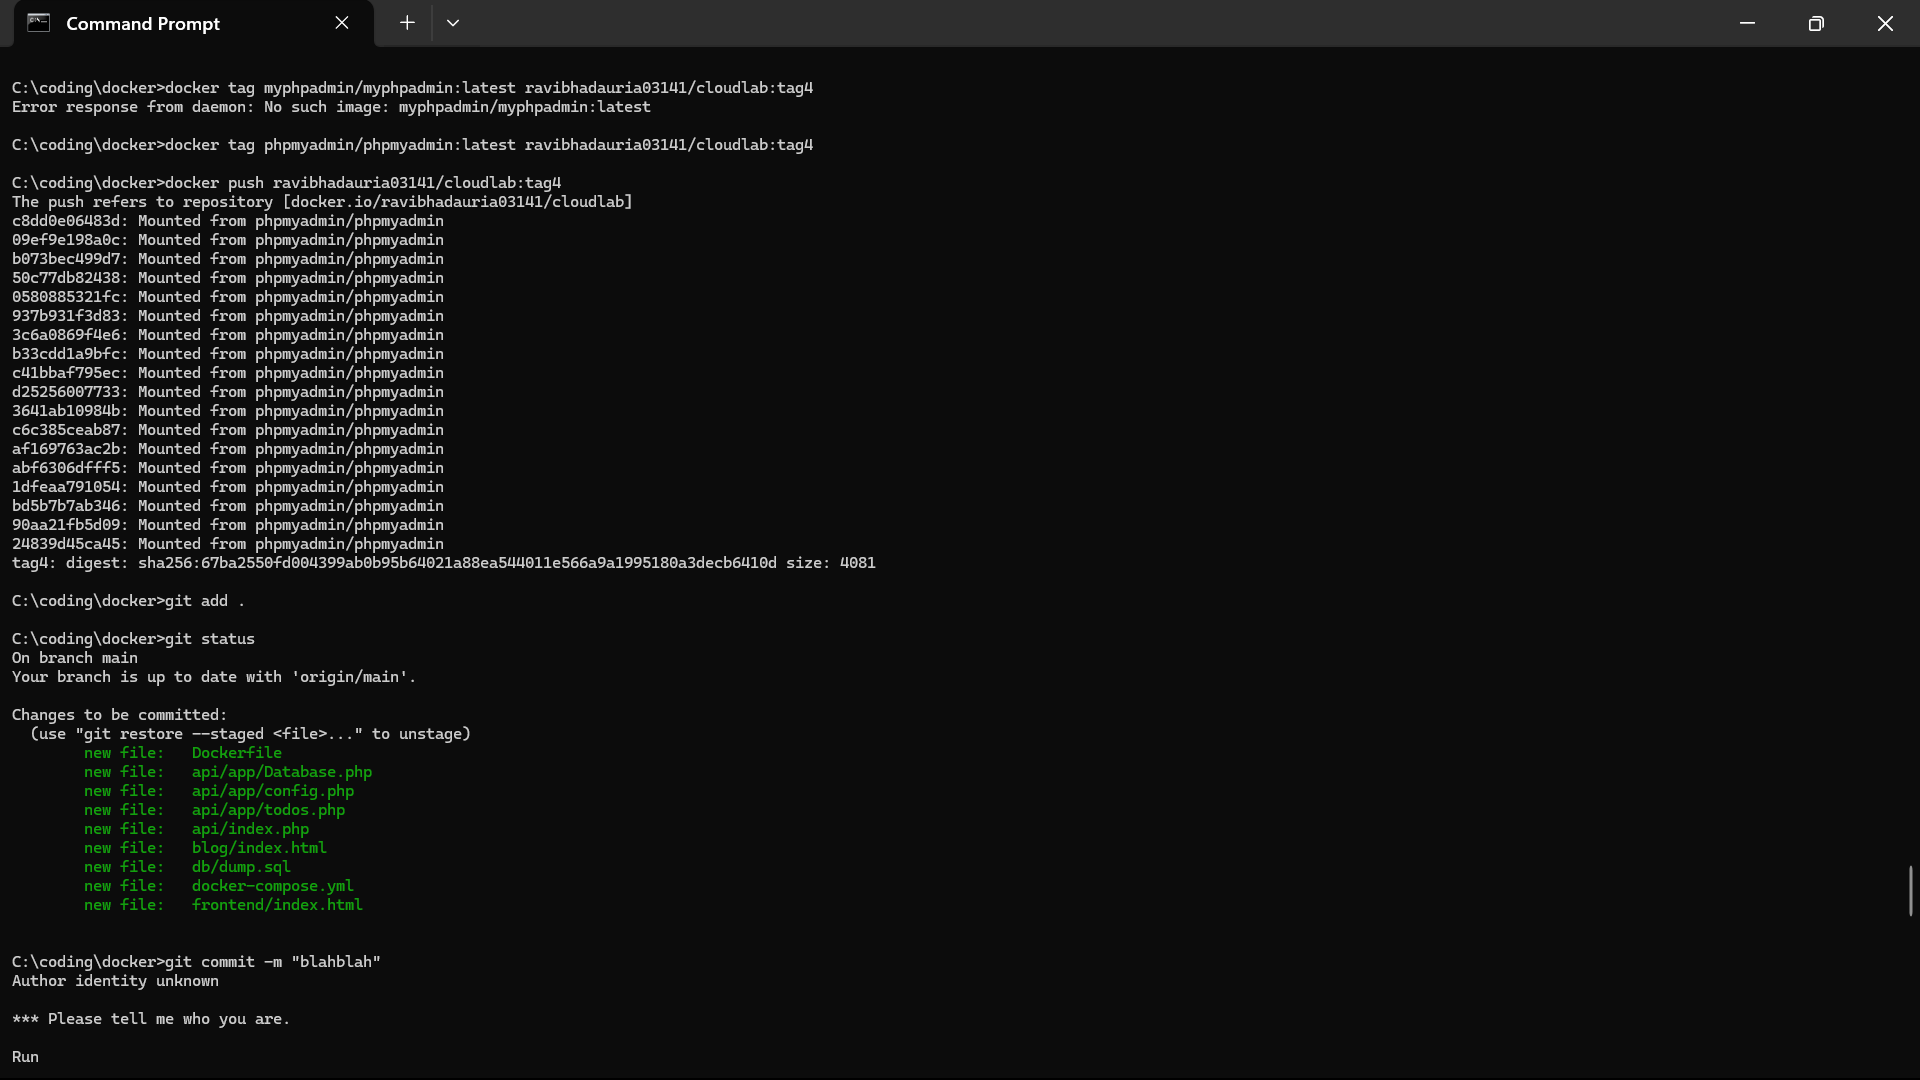 Command Prompt
C:\coding\docker>docker tag myphpadmin/myphpadmin:latest ravibhadauria03141/cloudlab:tag4
Error response from daemon: No such image: myphpadmin/myphpadmin:latest
C:\coding\docker>docker tag phpmyadmin/phpmyadmin:latest ravibhadauria03141/cloudlab:tag4
C:\coding\docker>docker push ravibhadauria03141/cloudlab:tag4
The push refers to repository [docker.io/ravibhadauria03141/cloudlab]
c8dd0e06483d: Mounted from phpmyadmin/phpmyadmin
09ef9e198a0c: Mounted from phpmyadmin/phpmyadmin
b073bec499d7: Mounted from phpmyadmin/phpmyadmin
50c77db82438: Mounted from phpmyadmin/phpmyadmin
0580885321fc: Mounted from phpmyadmin/phpmyadmin
937b931f3d83: Mounted from phpmyadmin/phpmyadmin
3c6a0869f4e6: Mounted from phpmyadmin/phpmyadmin
b33cdd1a9bfc: Mounted from phpmyadmin/phpmyadmin
c41bbaf795ec: Mounted from phpmyadmin/phpmyadmin
d25256007733: Mounted from phpmyadmin/phpmyadmin
3641ab10984b: Mounted from phpmyadmin/phpmyadmin
c6c385ceab87: Mounted from phpmyadmin/phpmyadmin
af169763ac2b: Mounted from phpmyadmin/phpmyadmin
abf6306dfff5: Mounted from phpmyadmin/phpmyadmin
1dfeaa791054: Mounted from phpmyadmin/phpmyadmin
bd5b7b7ab346: Mounted from phpmyadmin/phpmyadmin
90aa21fb5d09: Mounted from phpmyadmin/phpmyadmin
24839d45ca45: Mounted from phpmyadmin/phpmyadmin
tag4: digest: sha256:67ba2550fd004399ab0b95b64021a88ea544011e566a9a1995180a3decb6410d size: 4081
C:\coding\docker>git add .
C:\coding\docker>git status
On branch main
Your branch is up to date with 'origin/main'.
Changes to be committed:
(use "git restore --staged <file>..." to unstage)
new file: Dockerfile
new file: api/app/Database.php
new file: api/app/config.php
new file: api/app/todos.php
new file: api/index.php
new file: blog/index.html
new file: db/dump.sql
new file: docker-compose.yml
new file: frontend/index.html
C:\coding\docker>git commit -m "blahblah"
Author identity unknown
*** Please tell me who you are.
Run